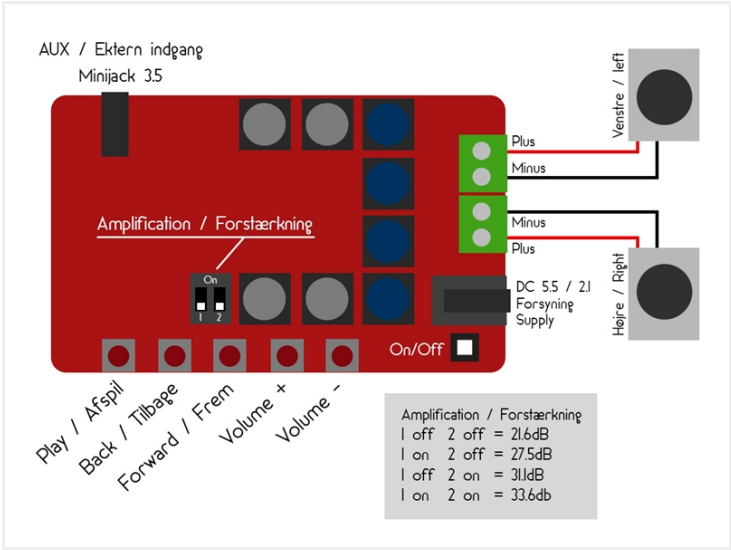 AUX / Ektern indgang
Minijack 3.5
Venstre / left
Plus
Minus
Minus
Plus
Amplification / Forstærkning
On
1 2
DC 5.5 / 2.1
Forsyning
Supply
Højre / Right
On/Off
Play / Afspil
Back / Tilbage
Forward / Frem
Volume +
Volume -
Amplification / Forstærkning
1 off 2 off = 21.6dB
1 on 2 off = 27.5dB
1 off 2 on = 31.1dB
1 on 2 on = 33.6db